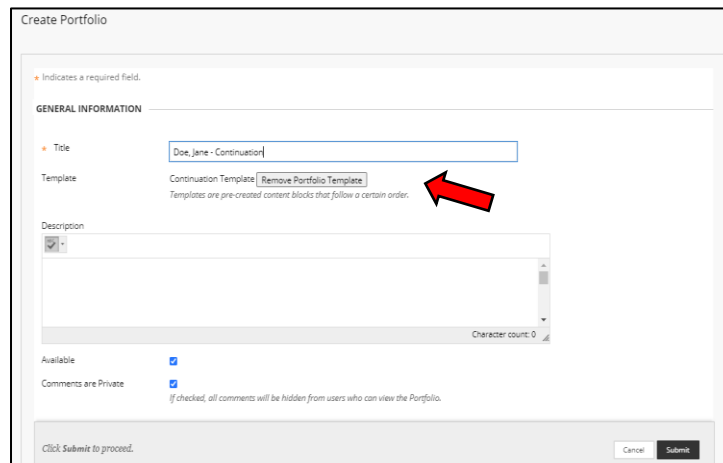 Create Portfolio
* Indicates a required field.
GENERAL INFORMATION
* Title
Doe, Jane - Continuation
Template
Continuation Template Remove Portfolio Template
Templates are pre-created content blocks that follow a certain order.
Description
Character count: 0
Available
Comments are Private
If checked, all comments will be hidden from users who can view the Portfolio.
Click Submit to proceed.
Cancel Submit